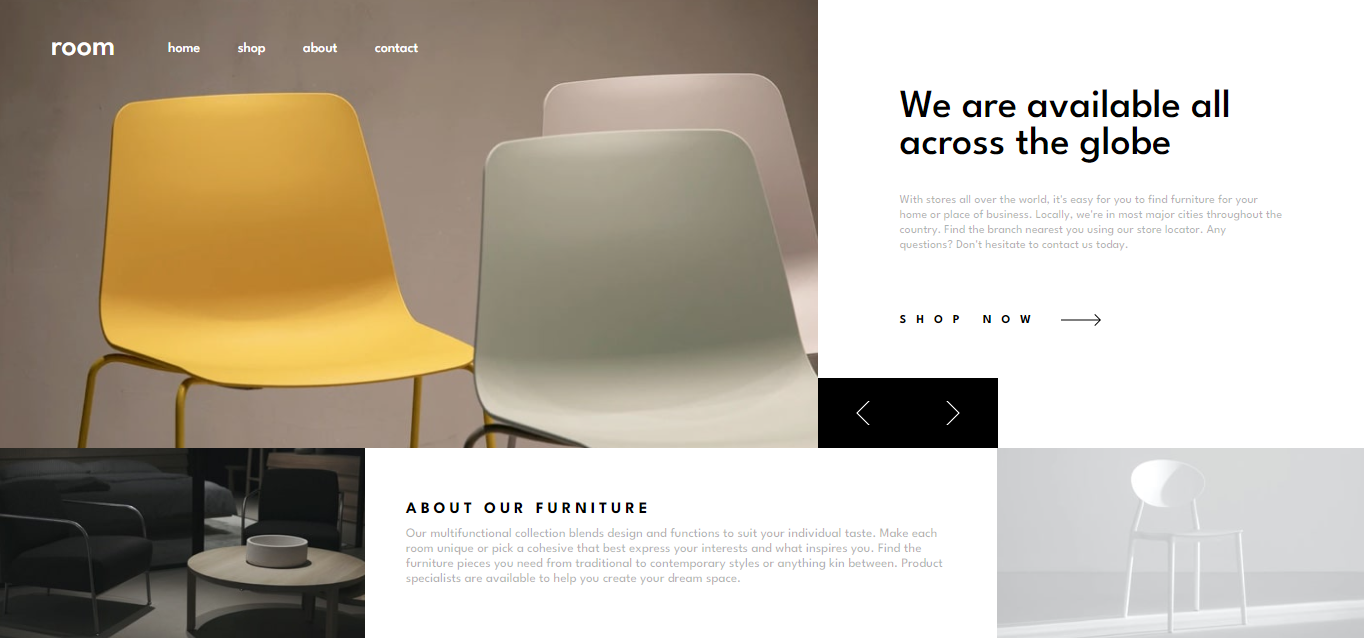 room
home shop about contact
We are available all
across the globe
With stores all over the world, it's easy for you to find furniture for your
home or place of business. Locally, we're in most major cities throughout the
country. Find the branch nearest you using our store locator. Any
questions? Don't hesitate to contact us today.
SHOP NOW
ABOUT OUR FURNITURE
Our multifunctional collection blends design and functions to suit your individual taste. Make each
room unique or pick a cohesive that best express your interests and what inspires you. Find the
furniture pieces you need from traditional to contemporary styles or anything kin between. Product
specialists are available to help you create your dream space.